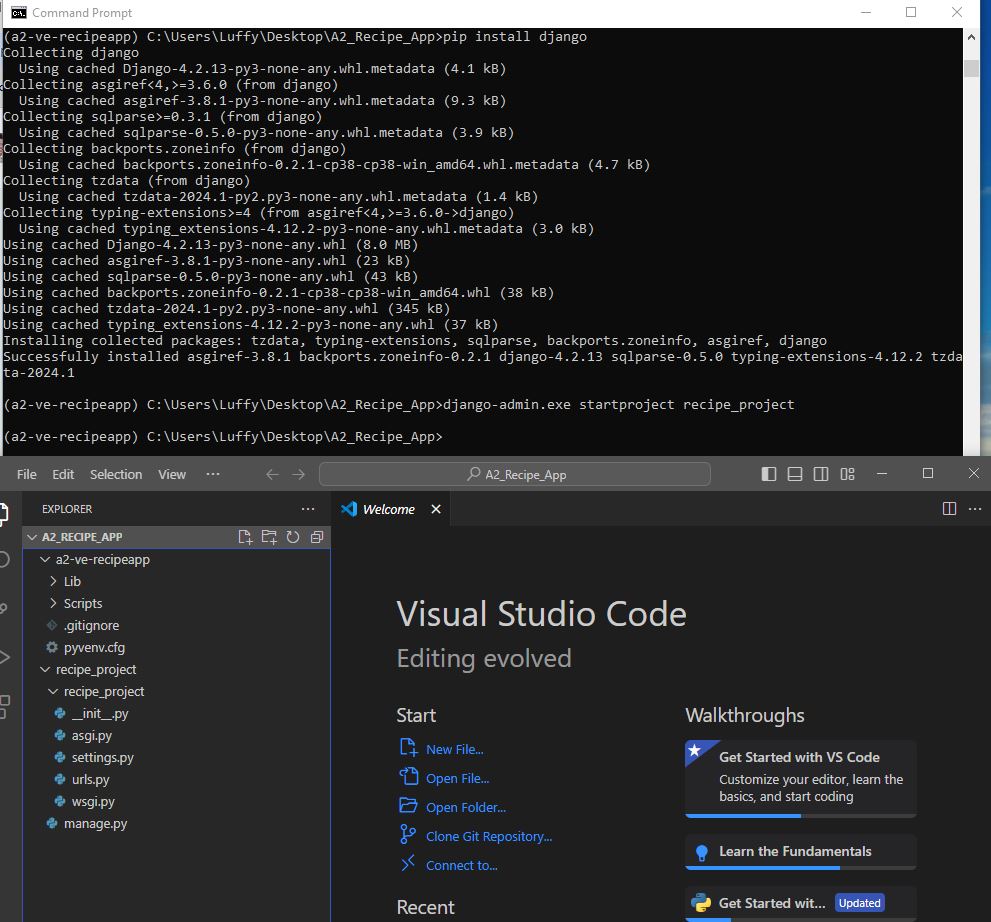 Command Prompt
(a2-ve-recipeapp) C:\Users\Luffy\Desktop\A2_Recipe_App>pip install django
Collecting django
  Using cached Django-4.2.13-py3-none-any.whl.metadata (4.1 kB)
Collecting asgiref<4,>=3.6.0 (from django)
  Using cached asgiref-3.8.1-py3-none-any.whl.metadata (9.3 kB)
Collecting sqlparse>=0.3.1 (from django)
  Using cached sqlparse-0.5.0-py3-none-any.whl.metadata (3.9 kB)
Collecting backports.zoneinfo (from django)
  Using cached backports.zoneinfo-0.2.1-cp38-cp38-win_amd64.whl.metadata (4.7 kB)
Collecting tzdata (from django)
  Using cached tzdata-2024.1-py2.py3-none-any.whl.metadata (1.4 kB)
Collecting typing-extensions>=4 (from asgiref<4,>=3.6.0->django)
  Using cached typing_extensions-4.12.2-py3-none-any.whl.metadata (3.0 kB)
Using cached Django-4.2.13-py3-none-any.whl (8.0 MB)
Using cached asgiref-3.8.1-py3-none-any.whl (23 kB)
Using cached sqlparse-0.5.0-py3-none-any.whl (43 kB)
Using cached backports.zoneinfo-0.2.1-cp38-cp38-win_amd64.whl (38 kB)
Using cached tzdata-2024.1-py2.py3-none-any.whl (345 kB)
Using cached typing_extensions-4.12.2-py3-none-any.whl (37 kB)
Installing collected packages: tzdata, typing-extensions, sqlparse, backports.zoneinfo, asgiref, django
Successfully installed asgiref-3.8.1 backports.zoneinfo-0.2.1 django-4.2.13 sqlparse-0.5.0 typing-extensions-4.12.2 tzda
ta-2024.1
(a2-ve-recipeapp) C:\Users\Luffy\Desktop\A2_Recipe_App>django-admin.exe startproject recipe_project
(a2-ve-recipeapp) C:\Users\Luffy\Desktop\A2_Recipe_App>
File Edit Selection View ··· A2_Recipe_App
EXPLORER ···
Welcome
A2_RECIPE_APP
a2-ve-recipeapp
Lib
Scripts
.gitignore
pyvenv.cfg
recipe_project
recipe_project
__init__.py
asgi.py
settings.py
urls.py
wsgi.py
manage.py
Visual Studio Code
Editing evolved
Start
New File...
Open File...
Open Folder...
Clone Git Repository...
Connect to...
Recent
Walkthroughs
Get Started with VS Code
Customize your editor, learn the
basics, and start coding
Learn the Fundamentals
Get Started wit... Updated